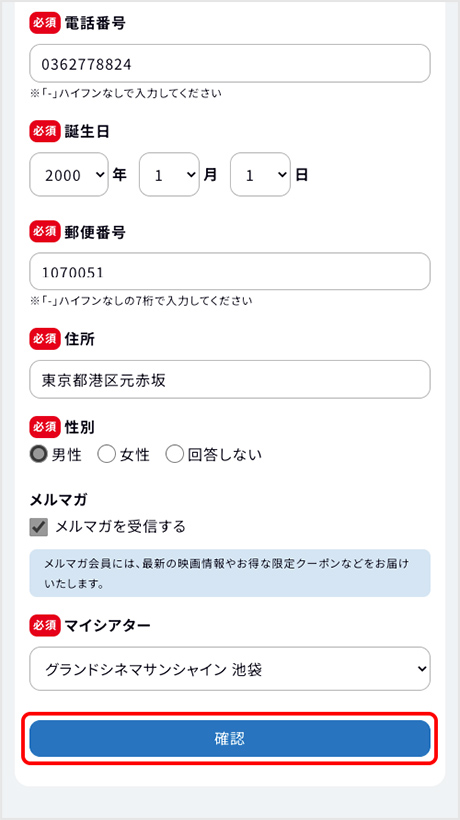 必須 電話番号
0362778824
※「-」ハイフンなしで入力してください
必須 誕生日
2000 年 1 月 1 日
必須 郵便番号
1070051
※「-」ハイフンなしの7桁で入力してください
必須 住所
東京都港区元赤坂
必須 性別
男性 女性 回答しない
メルマガ
メルマガを受信する
メルマガ会員には、最新の映画情報やお得な限定クーポンなどをお届け
いたします。
必須 マイシアター
グランドシネマサンシャイン 池袋
確認